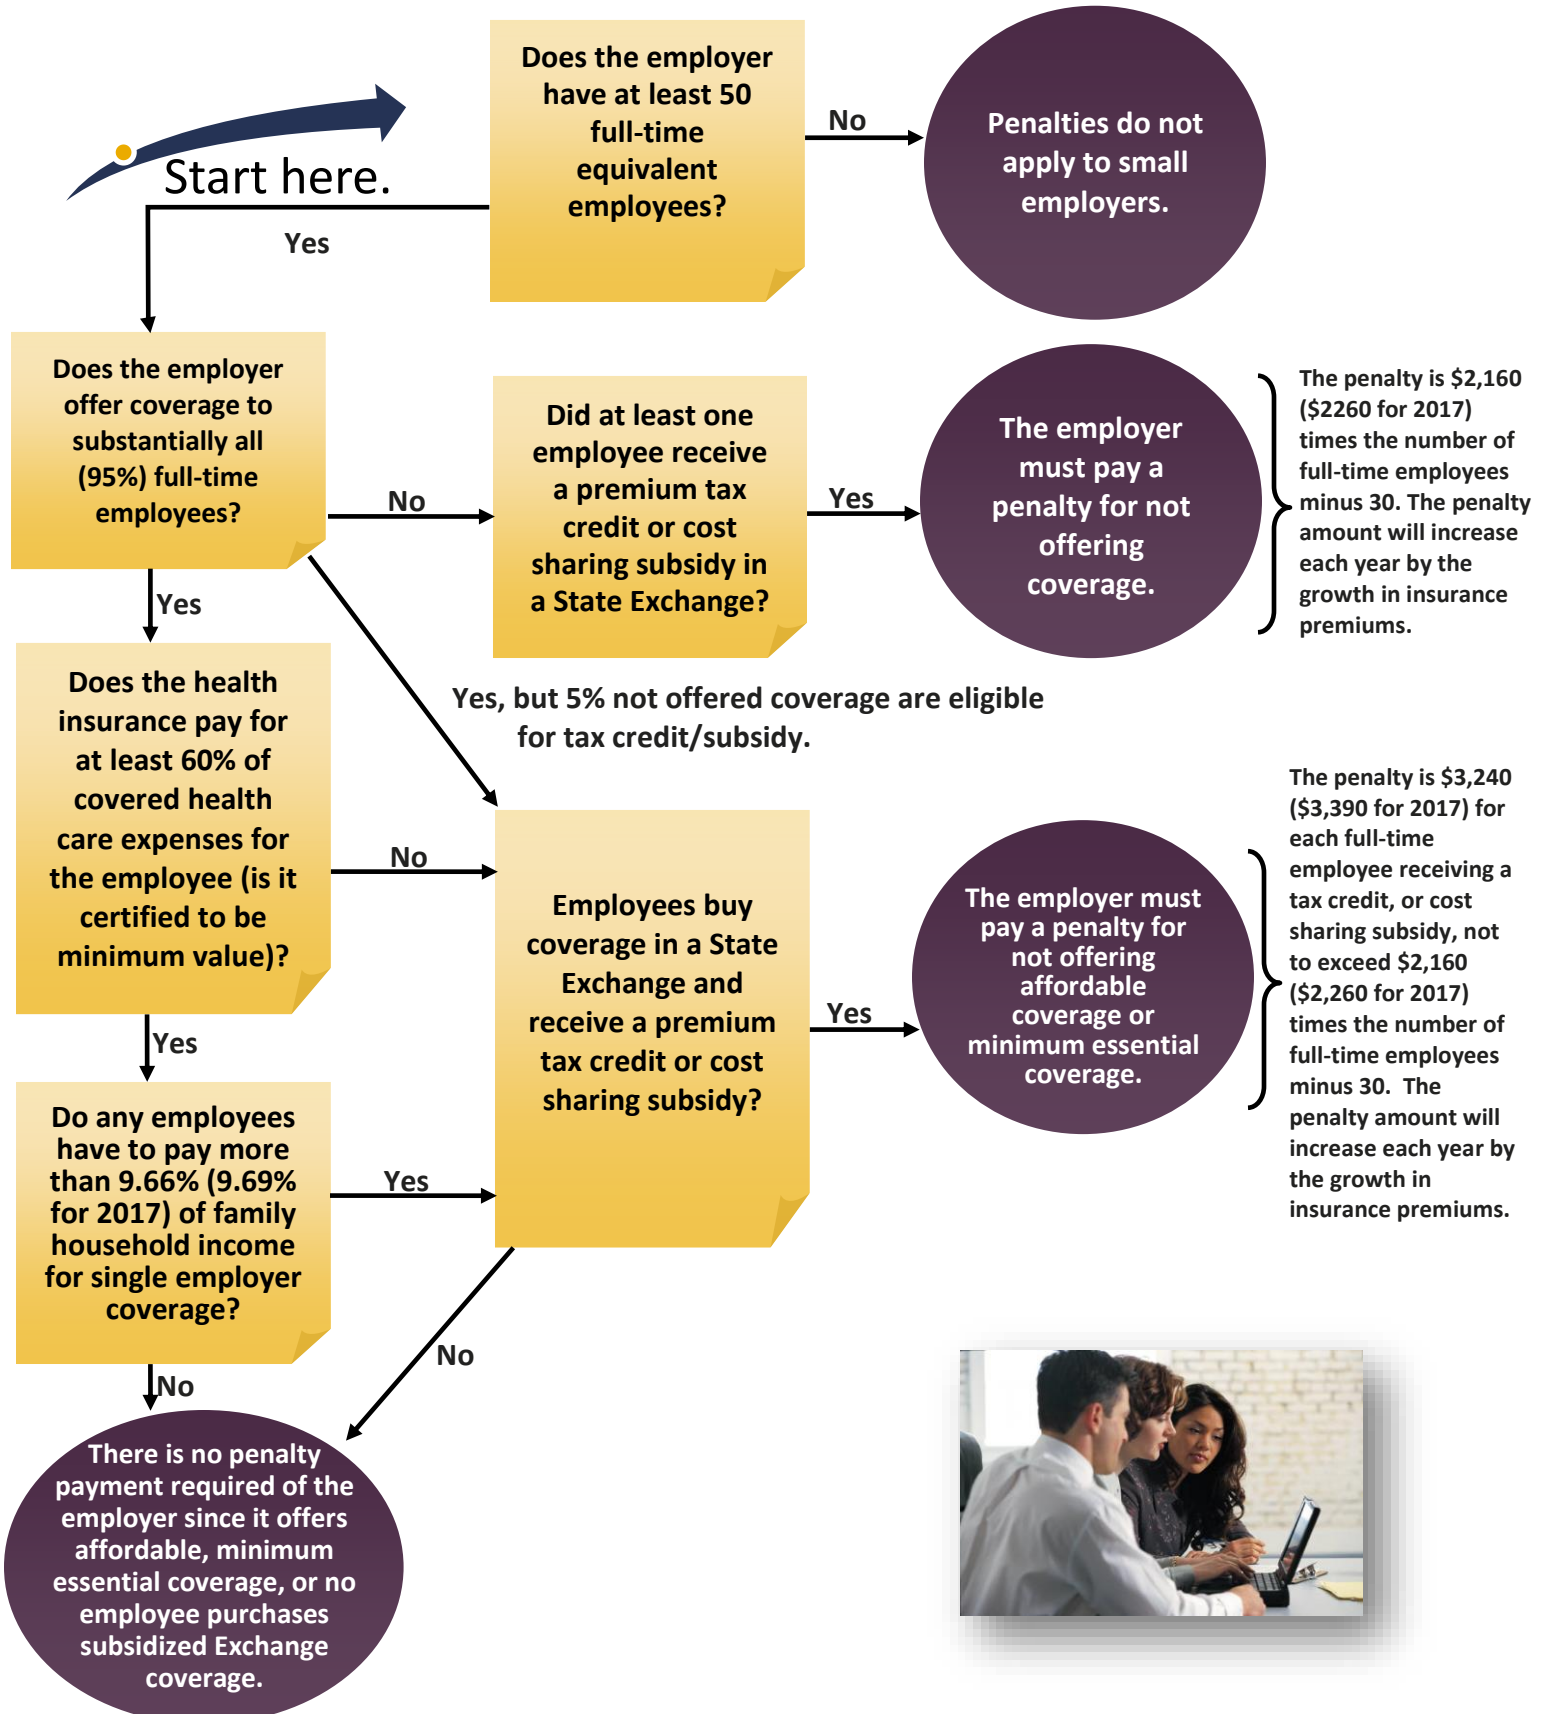 Does the employer
have at least 50
full-time
equivalent
employees?
No
Penalties do not
apply to small
employers.
Start here.
Yes
Does the employer
offer coverage to
substantially all
(95%) full-time
employees?
No
Did at least one
employee receive
a premium tax
credit or cost
sharing subsidy in
a State Exchange?
Yes
The employer
must pay a
penalty for not
offering
coverage.
The penalty is $2,160
($2260 for 2017)
times the number of
full-time employees
minus 30. The penalty
amount will increase
each year by the
growth in insurance
premiums.
Yes
Yes, but 5% not offered coverage are eligible
for tax credit/subsidy.
Does the health
insurance pay for
at least 60% of
covered health
care expenses for
the employee (is it
certified to be
minimum value)?
No
Employees buy
coverage in a State
Exchange and
receive a premium
tax credit or cost
sharing subsidy?
Yes
The employer must
pay a penalty for
not offering
affordable
coverage or
minimum essential
coverage.
The penalty is $3,240
($3,390 for 2017) for
each full-time
employee receiving a
tax credit, or cost
sharing subsidy, not
to exceed $2,160
($2,260 for 2017)
times the number of
full-time employees
minus 30.  The
penalty amount will
increase each year by
the growth in
insurance premiums.
Yes
Do any employees
have to pay more
than 9.66% (9.69%
for 2017) of family
household income
for single employer
coverage?
Yes
No
No
There is no penalty
payment required of the
employer since it offers
affordable, minimum
essential coverage, or no
employee purchases
subsidized Exchange
coverage.